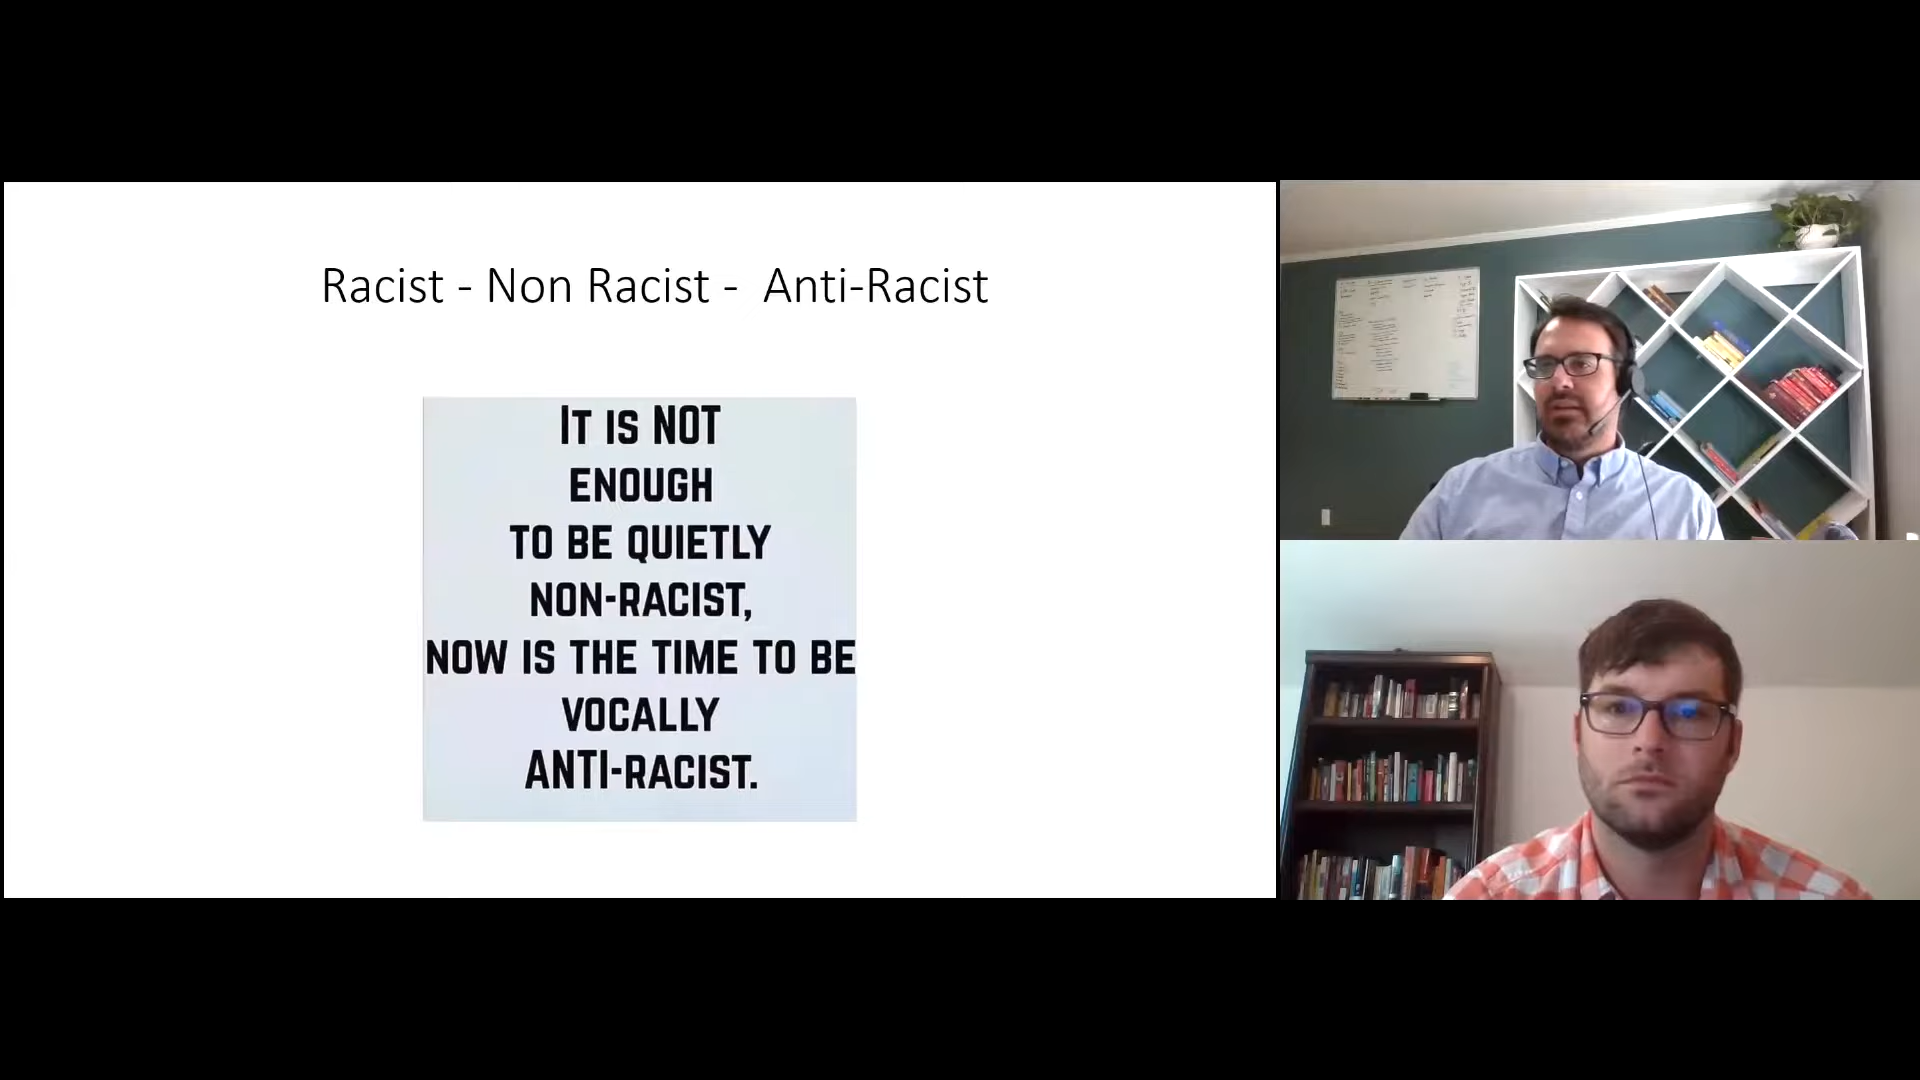 Racist - Non Racist -  Anti-Racist
It is NOT
ENOUGH
TO BE QUIETLY
NON-RACIST,
NOW IS THE TIME TO BE
VOCALLY
ANTI-RACIST.